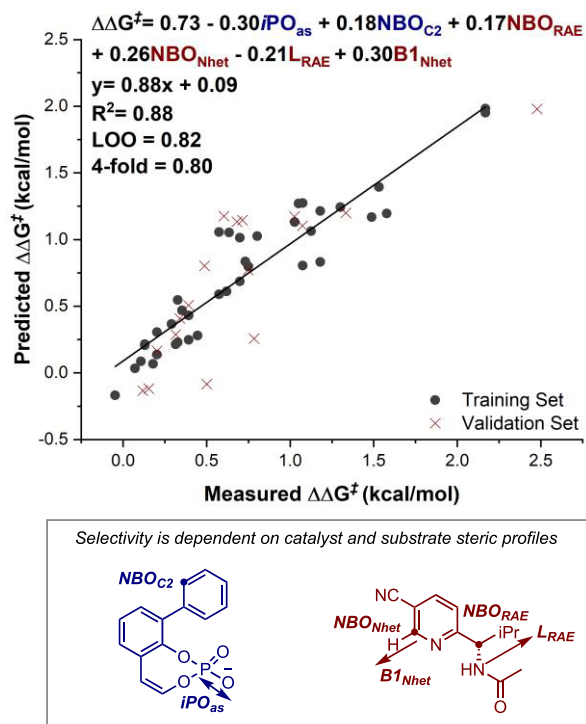 ΔΔG‡= 0.73 - 0.30iPOas + 0.18NBOC2 + 0.17NBORAE
+ 0.26NBONhet - 0.21LRAE + 0.30B1Nhet
y= 0.88x + 0.09
R2= 0.88
LOO = 0.82
4-fold = 0.80
Predicted ΔΔG‡ (kcal/mol)
2.0
1.5
1.0
0.5
0.0
-0.5
Training Set
Validation Set
0.0 0.5 1.0 1.5 2.0 2.5
Measured ΔΔG‡ (kcal/mol)
Selectivity is dependent on catalyst and substrate steric profiles
NBOC2
O
O
P
O
O
−
iPOas
NC
NBONhet
NBORAE
H
N
iPr
LRAE
B1Nhet
HN
O